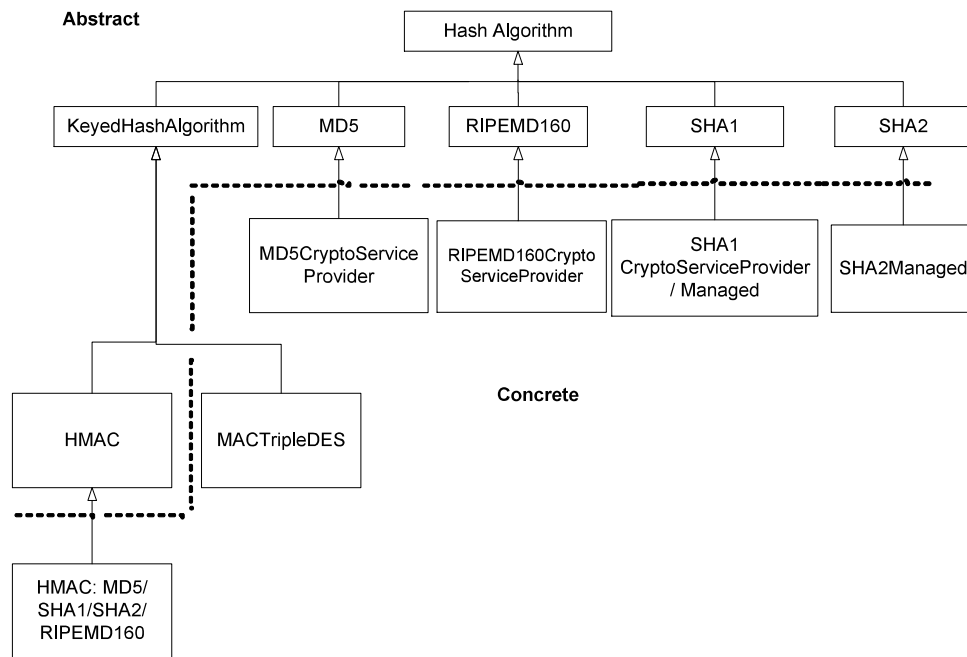 Abstract
Hash Algorithm
KeyedHashAlgorithm
MD5
RIPEMD160
SHA1
SHA2
MD5CryptoService
Provider
RIPEMD160Crypto
ServiceProvider
SHA1
CryptoServiceProvider
/ Managed
SHA2Managed
Concrete
HMAC
MACTripleDES
HMAC: MD5/
SHA1/SHA2/
RIPEMD160